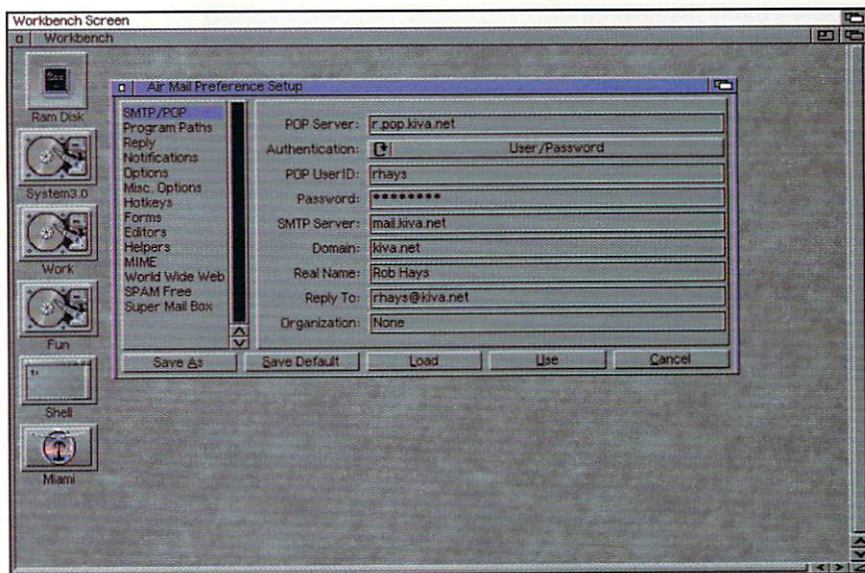 Workbench Screen
Workbench
Ram Disk
System3.0
Work
Fun
Shell
Miami
Air Mail Preference Setup
SMTP/POP
Program Paths
Reply
Notifications
Options
Misc. Options
Hotkeys
Forms
Editors
Helpers
MIME
World Wide Web
SPAM Free
Super Mail Box
POP Server: r.pop.kiva.net
Authentication: User/Password
POP UserID: rhays
Password: ********
SMTP Server: mail.kiva.net
Domain: kiva.net
Real Name: Rob Hays
Reply To: rhays@kiva.net
Organization: None
Save As Save Default Load Use Cancel